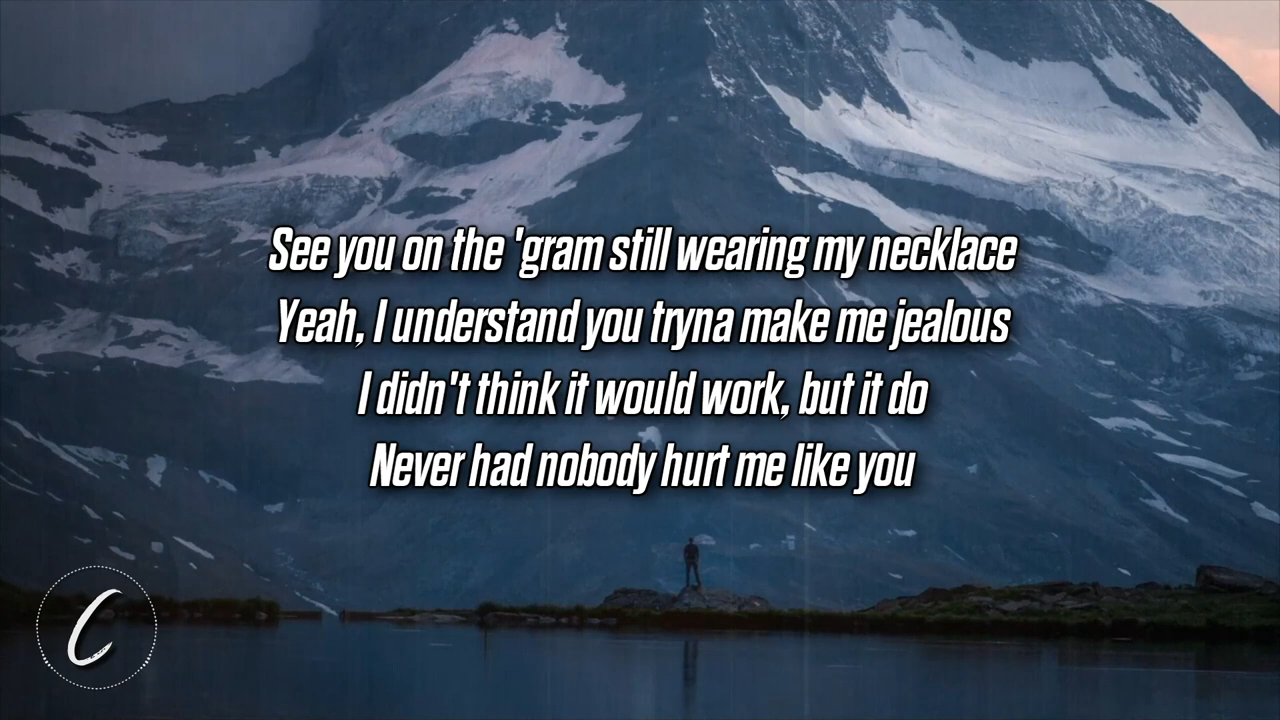 See you on the 'gram still wearing my necklace
Yeah, I understand you tryna make me jealous
I didn't think it would work, but it do
Never had nobody hurt me like you
C